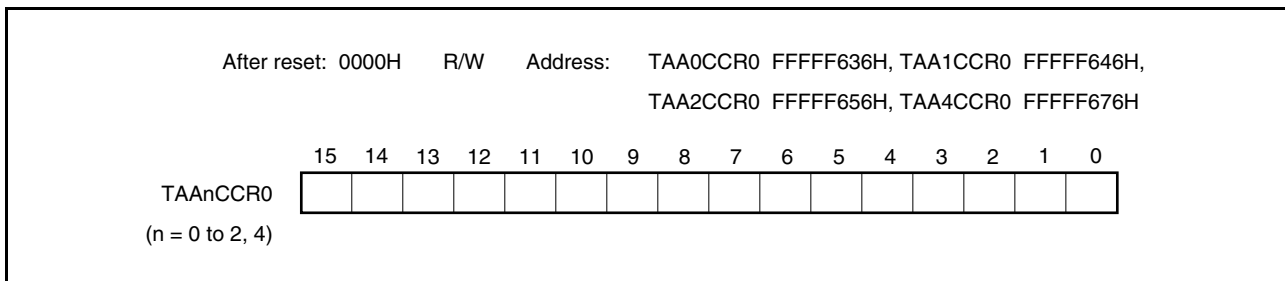 After reset: 0000H R/W Address: TAA0CCR0 FFFFF636H, TAA1CCR0 FFFFF646H,
TAA2CCR0 FFFFF656H, TAA4CCR0 FFFFF676H
15 14 13 12 11 10 9 8 7 6 5 4 3 2 1 0
TAAnCCR0
(n = 0 to 2, 4)